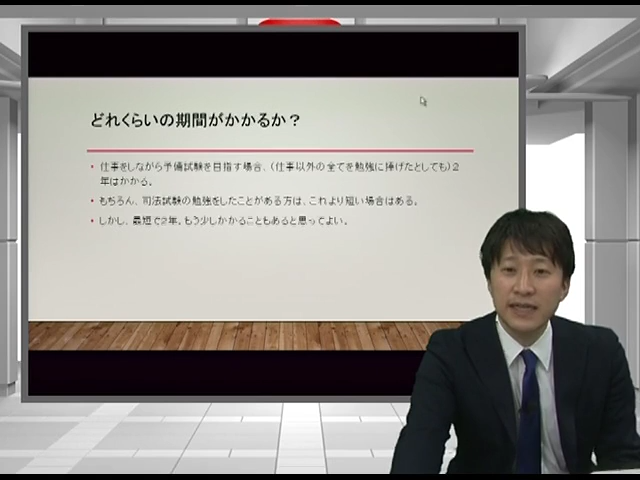 どれくらいの期間がかかるか？
• 仕事をしながら予備試験を目指す場合、（仕事以外の全てを勉強に捧げたとしても）２
年はかかる。
• もちろん、司法試験の勉強をしたことがある方は、これより短い場合はある。
• しかし、最短で２年。もう少しかかることもあると思ってよい。